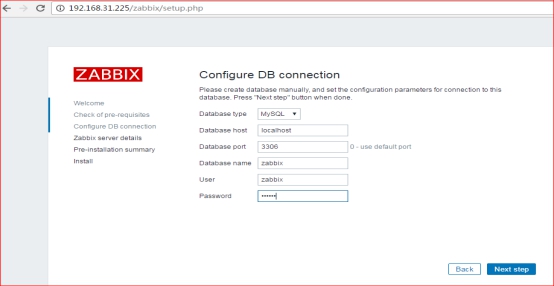 192.168.31.225/zabbix/setup.php
ZABBIX
Welcome
Check of pre-requisites
Configure DB connection
Zabbix server details
Pre-installation summary
Install
Configure DB connection
Please create database manually, and set the configuration parameters for connection to this
database. Press "Next step" button when done.
Database type MySQL
Database host localhost
Database port 3306 0 - use default port
Database name zabbix
User zabbix
Password ••••••
Back Next step